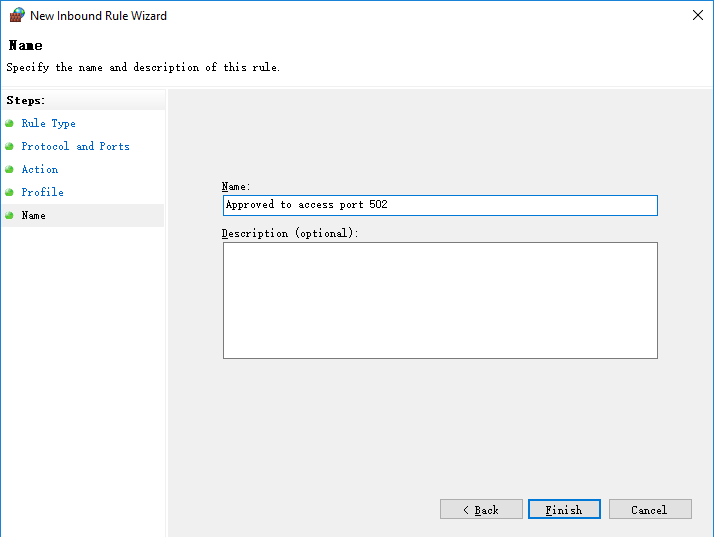 New Inbound Rule Wizard
Name
Specify the name and description of this rule.
Steps:
Rule Type
Protocol and Ports
Action
Profile
Name
Name:
Approved to access port 502
Description (optional):
< Back
Finish
Cancel